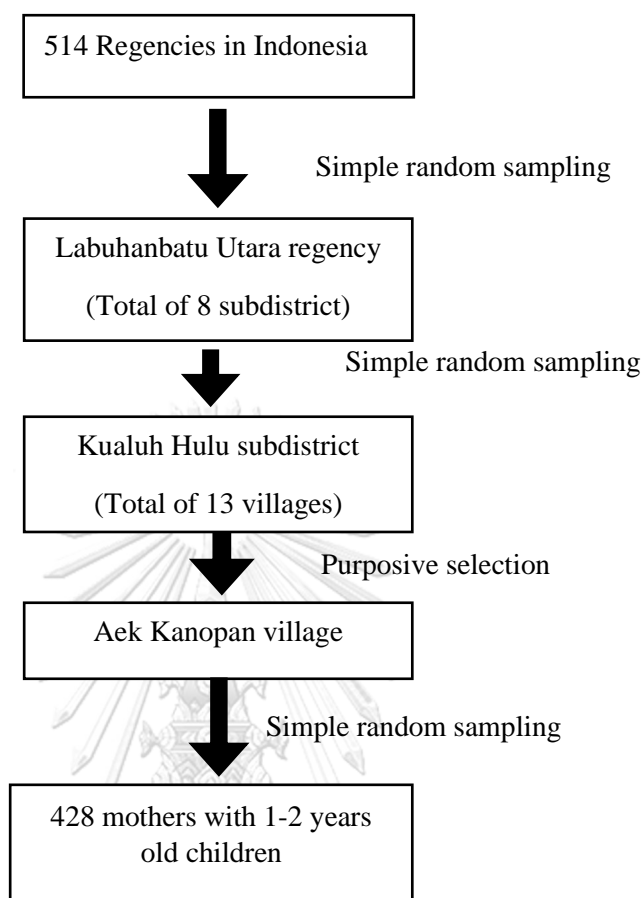 514 Regencies in Indonesia
Simple random sampling
Labuhanbatu Utara regency
(Total of 8 subdistrict)
Simple random sampling
Kualuh Hulu subdistrict
(Total of 13 villages)
Purposive selection
Aek Kanopan village
Simple random sampling
428 mothers with 1-2 years
old children